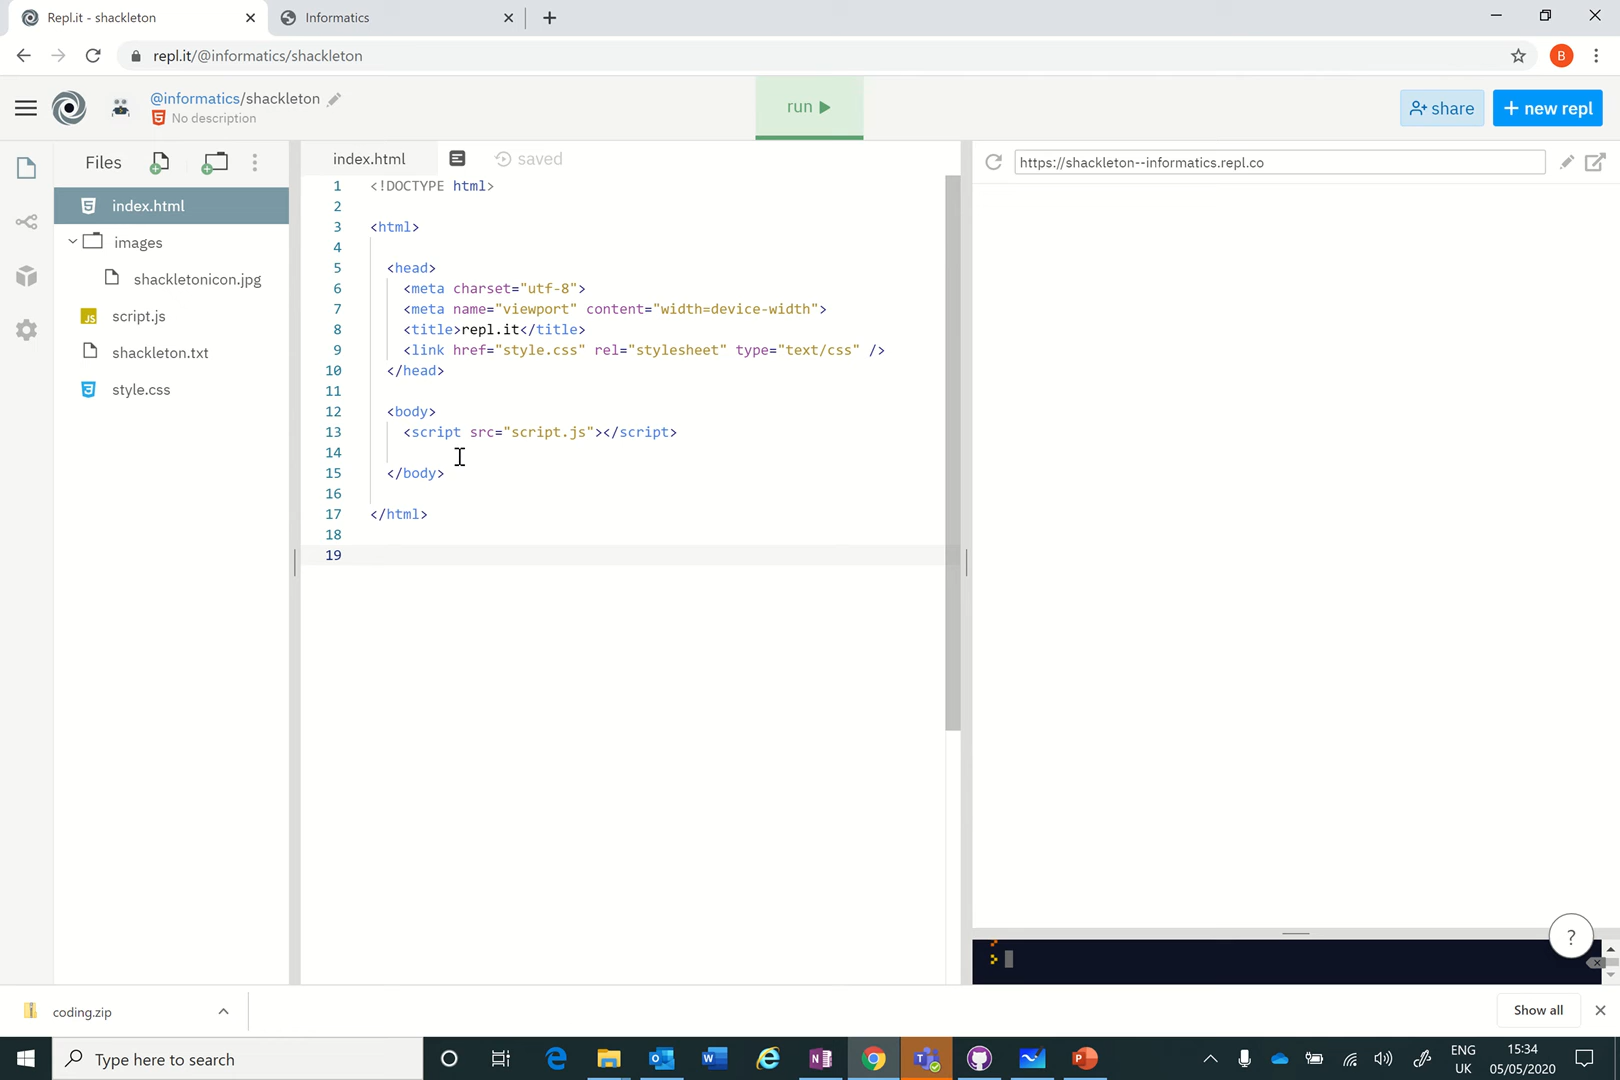 Repl.it - shackleton
Informatics
repl.it/@informatics/shackleton
B
@informatics/shackleton
No description
run
share
+ new repl
Files
index.html
saved
https://shackleton--informatics.repl.co
index.html
images
shackletonicon.jpg
script.js
shackleton.txt
style.css
1 <!DOCTYPE html>
2
3 <html>
4
5 <head>
6 <meta charset="utf-8">
7 <meta name="viewport" content="width=device-width">
8 <title>repl.it</title>
9 <link href="style.css" rel="stylesheet" type="text/css" />
10 </head>
11
12 <body>
13 <script src="script.js"></script>
14
15 </body>
16
17 </html>
18
19
?
coding.zip
Show all
Type here to search
ENG
UK
15:34
05/05/2020